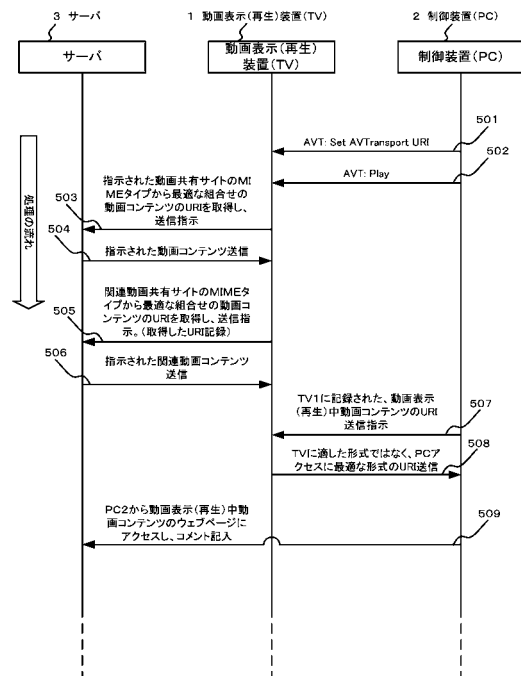 3 サーバ
1 動画表示(再生)装置(TV)
2 制御装置(PC)
サーバ
動画表示(再生)
装置(TV)
制御装置(PC)
処理の流れ
501
AVT: Set AVTransport URI
502
AVT: Play
503
指示された動画共有サイトのMI
MEタイプから最適な組合せの
動画コンテンツのURIを取得し、
送信指示
504
指示された動画コンテンツ送信
505
関連動画共有サイトのMIMEタ
イプから最適な組合せの動画コ
ンテンツのURIを取得し、送信指
示。(取得したURI記録)
506
指示された関連動画コンテンツ
送信
507
TV1に記録された、動画表示
(再生)中動画コンテンツのURI
送信指示
508
TVに適した形式ではなく、PCア
クセスに最適な形式のURI送信
509
PC2から動画表示(再生)中動
画コンテンツのウェブページに
アクセスし、コメント記入